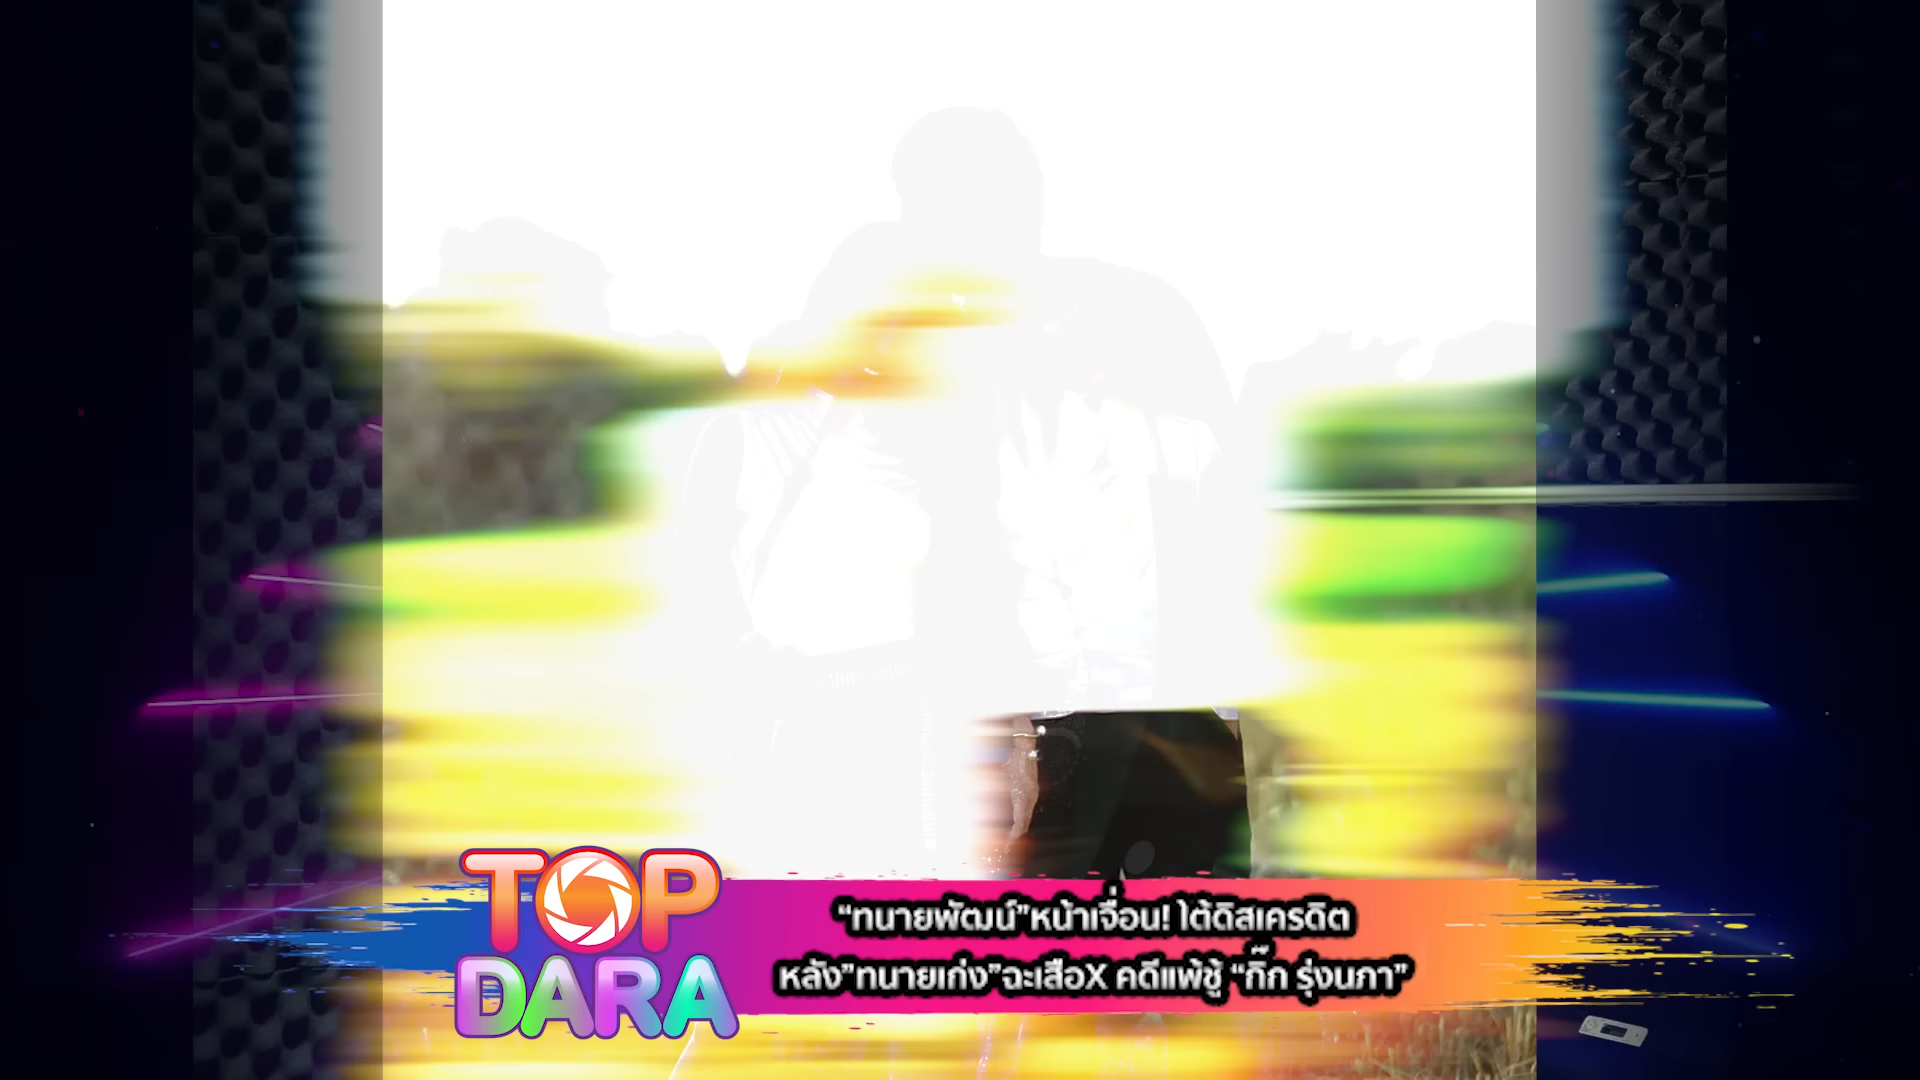 TOP
DARA
“ทนายพัฒน์”หน้าเจื่อน! โต้ดิสเครดิต
หลัง”ทนายเก่ง”ฉะเสือX คดีแพ้ชู้ “กิ๊ก รุ่งนภา”